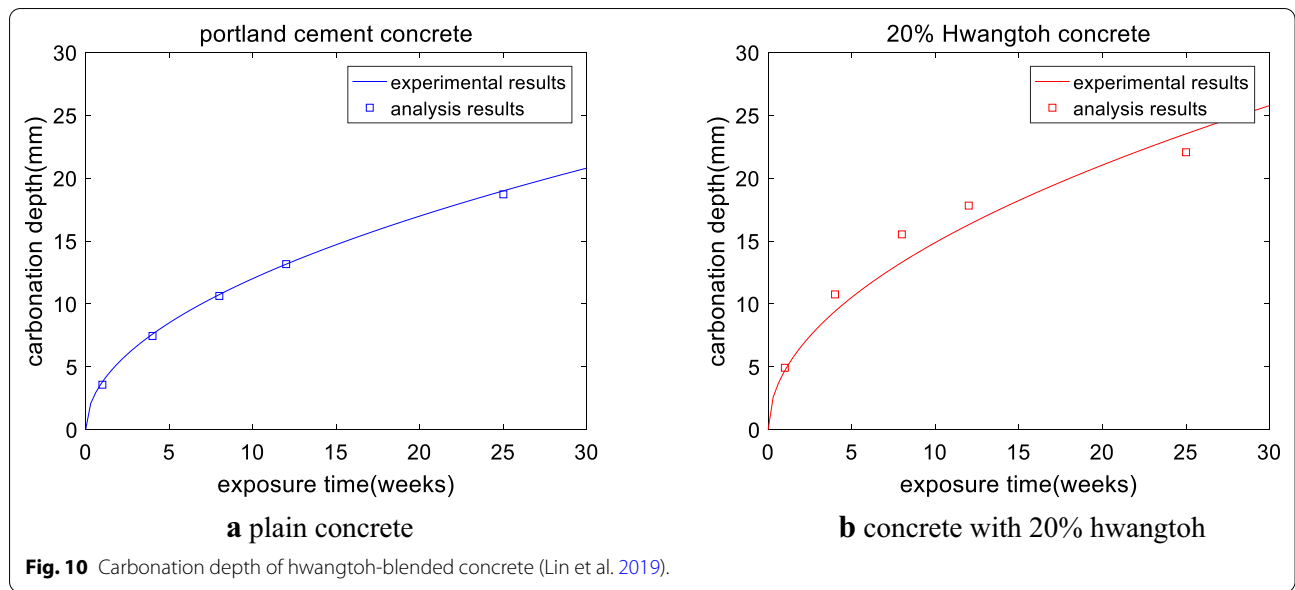 portland cement concrete
30
25
20
15
10
5
0
carbonation depth(mm)
experimental results
analysis results
0 5 10 15 20 25 30
exposure time(weeks)
a plain concrete
20% Hwangtoh concrete
30
25
20
15
10
5
0
carbonation depth(mm)
experimental results
analysis results
0 5 10 15 20 25 30
exposure time(weeks)
b concrete with 20% hwangtoh
Fig. 10 Carbonation depth of hwangtoh-blended concrete (Lin et al. 2019).